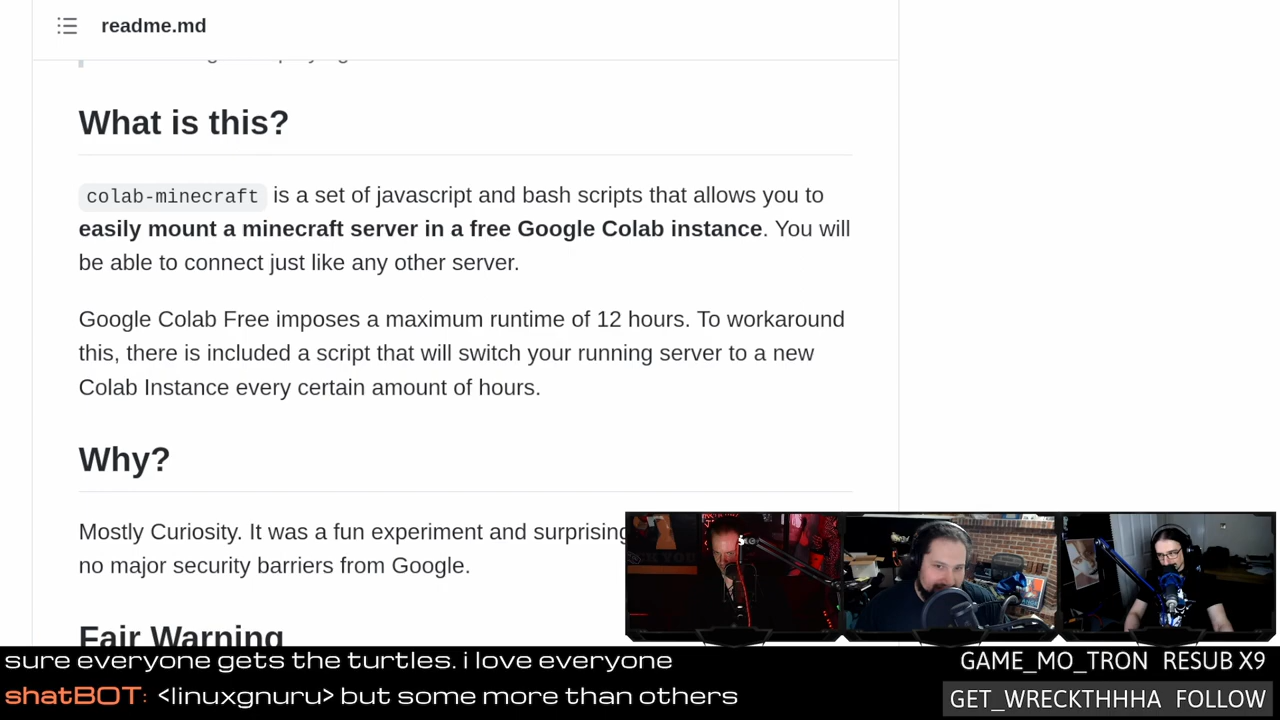 readme.md
What is this?
colab-minecraft is a set of javascript and bash scripts that allows you to
easily mount a minecraft server in a free Google Colab instance. You will
be able to connect just like any other server.
Google Colab Free imposes a maximum runtime of 12 hours. To workaround
this, there is included a script that will switch your running server to a new
Colab Instance every certain amount of hours.
Why?
Mostly Curiosity. It was a fun experiment and
no major security barriers from Google.
Fair Warning
sure everyone gets the turtles. i love everyone
shatBOT: <linuxgnuru> but some more than others
GAME_MO_TRON RESUB X9
GET_WRECKTHHHA FOLLOW